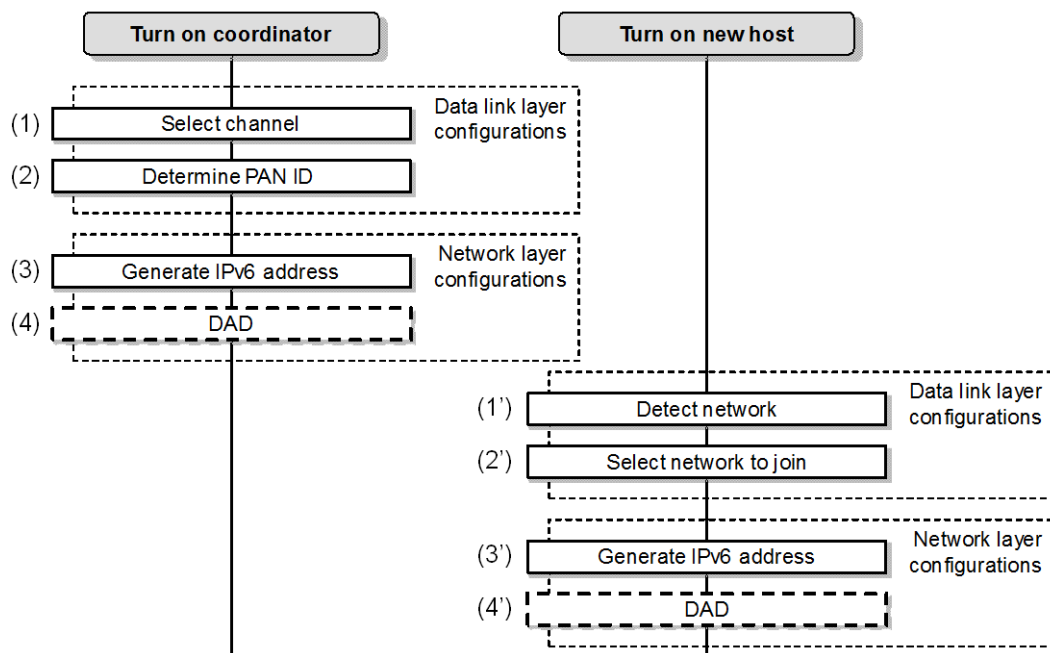 Turn on coordinator
Turn on new host
Data link layer
configurations
(1) Select channel
(2) Determine PAN ID
Network layer
configurations
(3) Generate IPv6 address
(4) DAD
Data link layer
configurations
(1') Detect network
(2') Select network to join
Network layer
configurations
(3') Generate IPv6 address
(4') DAD